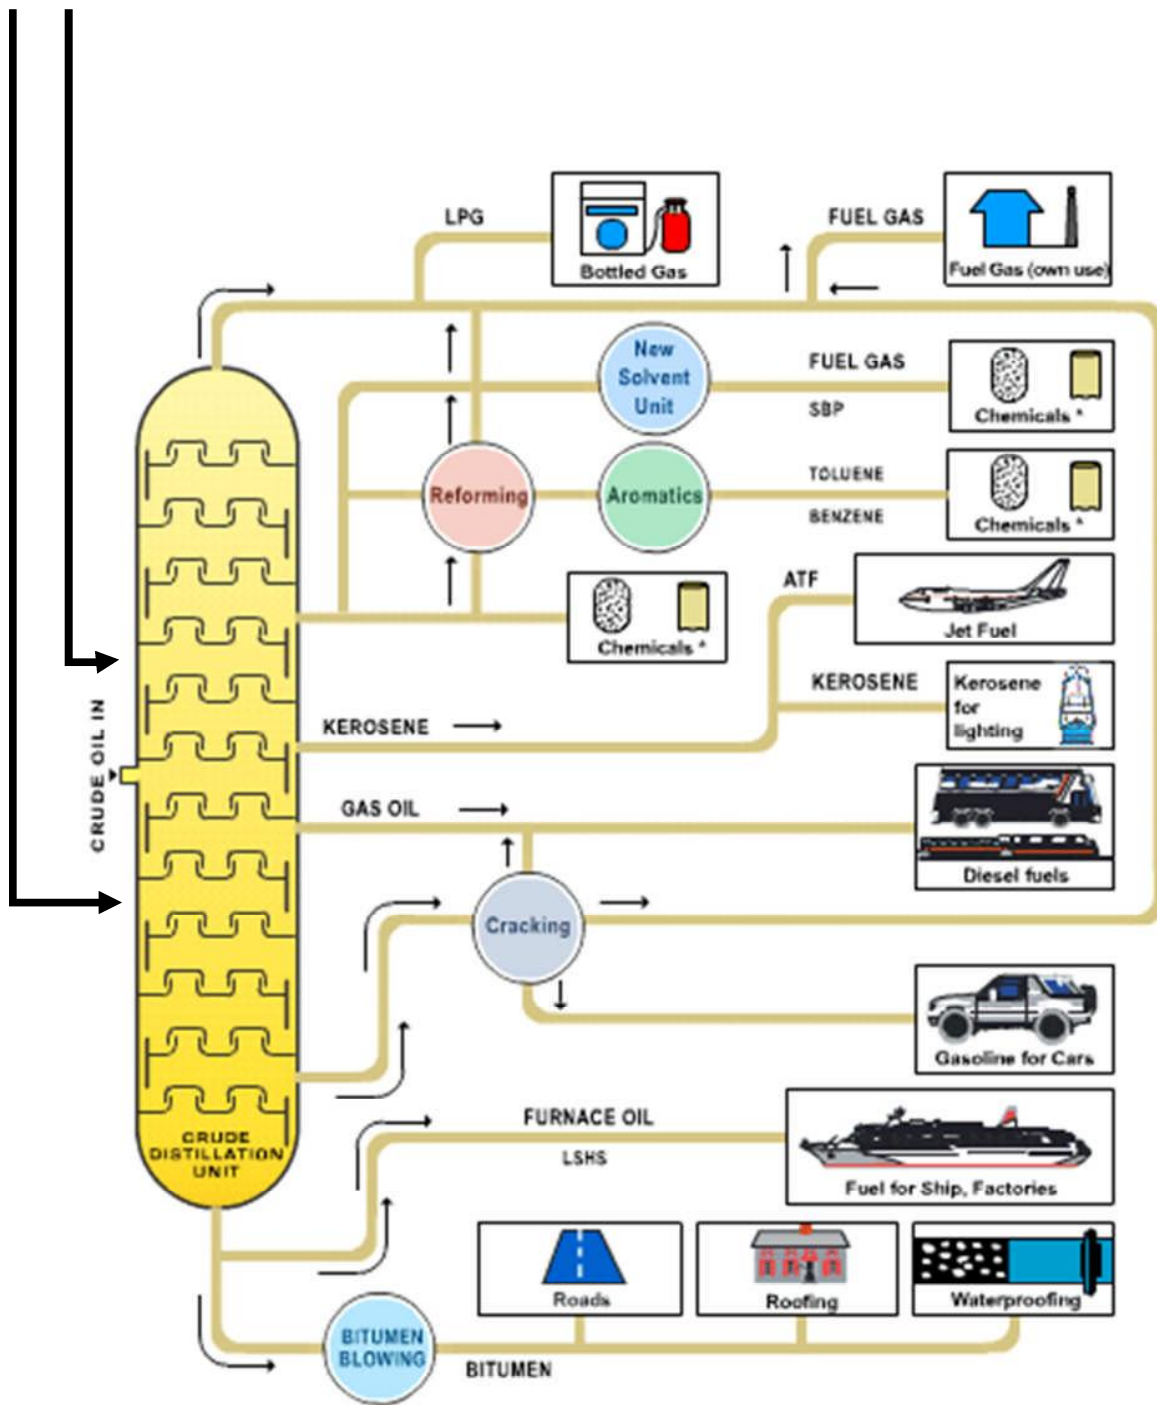 LPG
Bottled Gas
FUEL GAS
Fuel Gas (own use)
New
Solvent
Unit
FUEL GAS
SBP
Chemicals *
Reforming
Aromatics
TOLUENE
BENZENE
Chemicals *
Chemicals *
ATF
Jet Fuel
KEROSENE
KEROSENE
Kerosene
for
lighting
CRUDE OIL IN
GAS OIL
Diesel fuels
Cracking
Gasoline for Cars
CRUDE
DISTILLATION
UNIT
FURNACE OIL
LSHS
Fuel for Ship, Factories
Roads
Roofing
Waterproofing
BITUMEN
BLOWING
BITUMEN